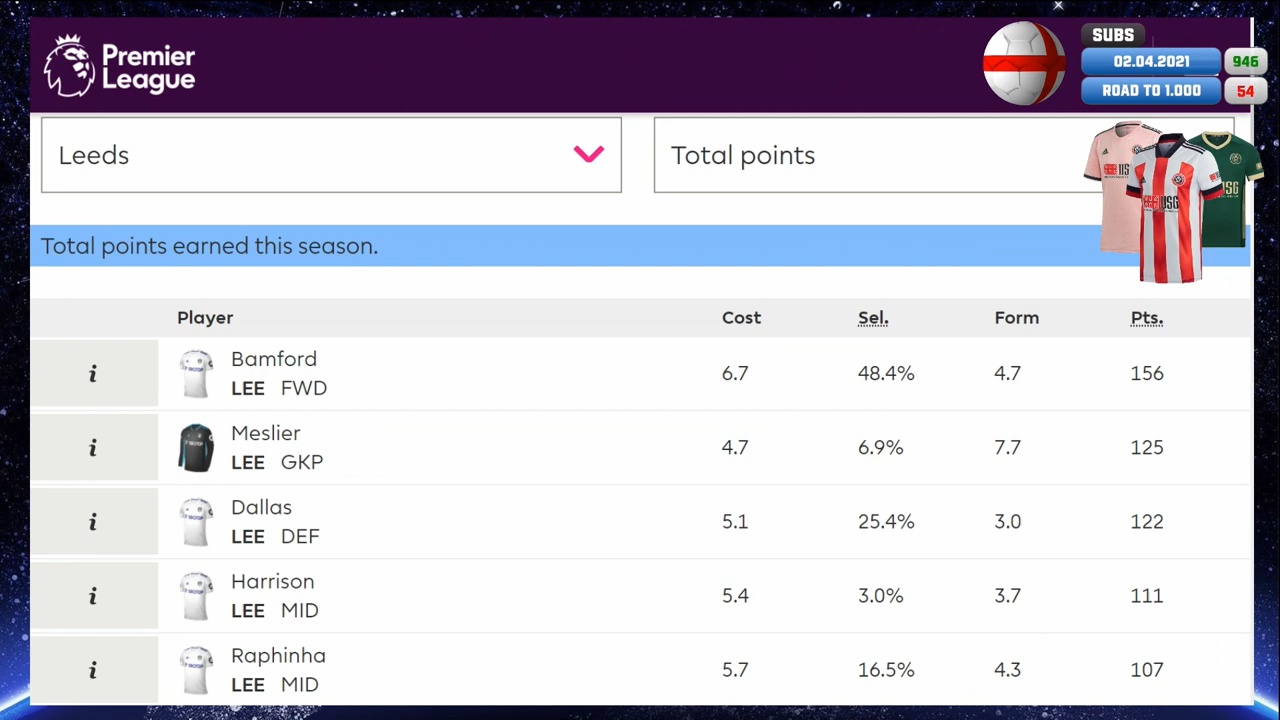 Premier
League
SUBS
02.04.2021 946
ROAD TO 1.000 54
Leeds Total points
Total points earned this season.
Player Cost Sel. Form Pts.
i Bamford
LEE FWD 6.7 48.4% 4.7 156
i Meslier
LEE GKP 4.7 6.9% 7.7 125
i Dallas
LEE DEF 5.1 25.4% 3.0 122
i Harrison
LEE MID 5.4 3.0% 3.7 111
i Raphinha
LEE MID 5.7 16.5% 4.3 107
USG